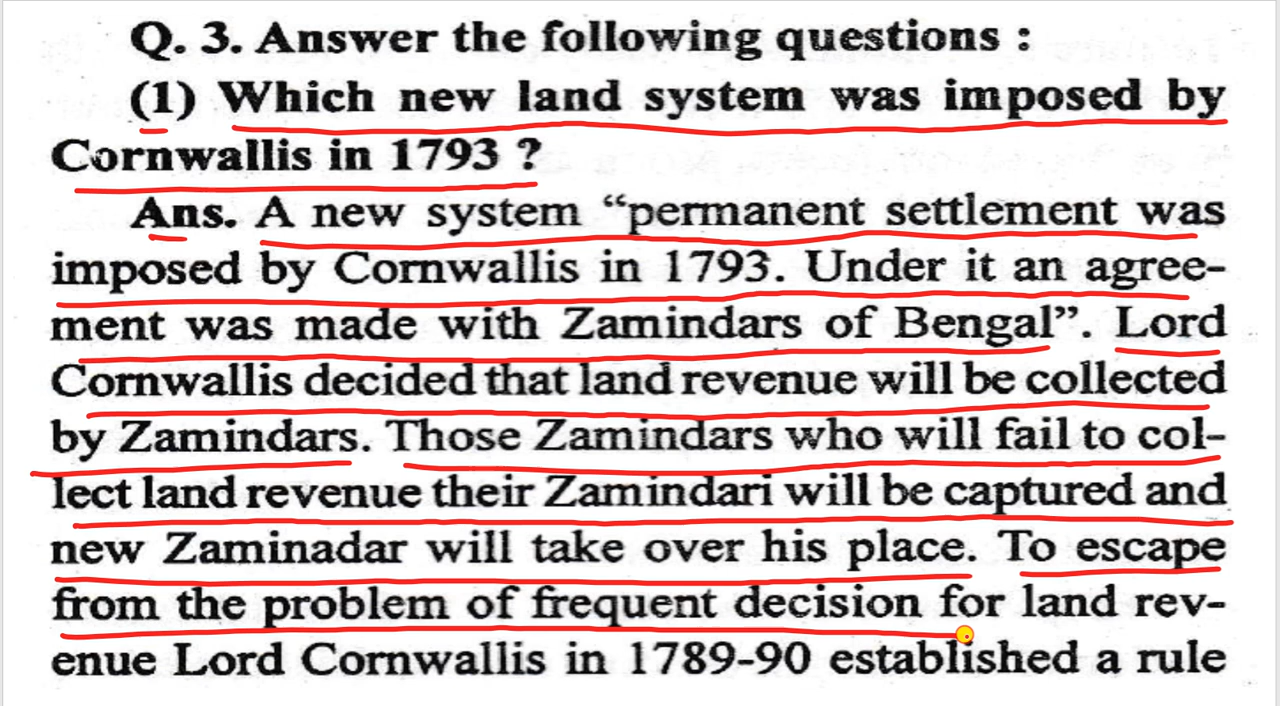 Q. 3. Answer the following questions :
(1) Which new land system was imposed by
Cornwallis in 1793 ?
Ans. A new system “permanent settlement was
imposed by Cornwallis in 1793. Under it an agree-
ment was made with Zamindars of Bengal”. Lord
Cornwallis decided that land revenue will be collected
by Zamindars. Those Zamindars who will fail to col-
lect land revenue their Zamindari will be captured and
new Zaminadar will take over his place. To escape
from the problem of frequent decision for land rev-
enue Lord Cornwallis in 1789-90 established a rule